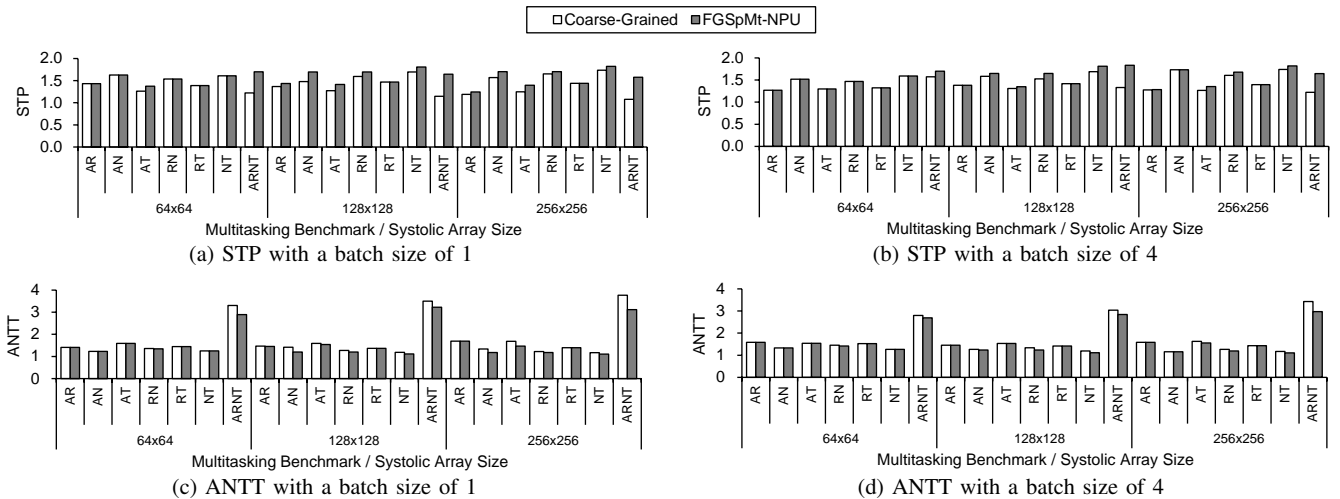 Coarse-Grained FGSpMt-NPU
STP
2.0
1.5
1.0
0.5
0.0
AR AN AT RN RT NT ARNT AR AN AT RN RT NT ARNT AR AN AT RN RT NT ARNT
64x64 128x128 256x256
Multitasking Benchmark / Systolic Array Size
(a) STP with a batch size of 1
STP
2.0
1.5
1.0
0.5
0.0
AR AN AT RN RT NT ARNT AR AN AT RN RT NT ARNT AR AN AT RN RT NT ARNT
64x64 128x128 256x256
Multitasking Benchmark / Systolic Array Size
(b) STP with a batch size of 4
ANTT
4
3
2
1
0
AR AN AT RN RT NT ARNT AR AN AT RN RT NT ARNT AR AN AT RN RT NT ARNT
64x64 128x128 256x256
Multitasking Benchmark / Systolic Array Size
(c) ANTT with a batch size of 1
ANTT
4
3
2
1
0
AR AN AT RN RT NT ARNT AR AN AT RN RT NT ARNT AR AN AT RN RT NT ARNT
64x64 128x128 256x256
Multitasking Benchmark / Systolic Array Size
(d) ANTT with a batch size of 4